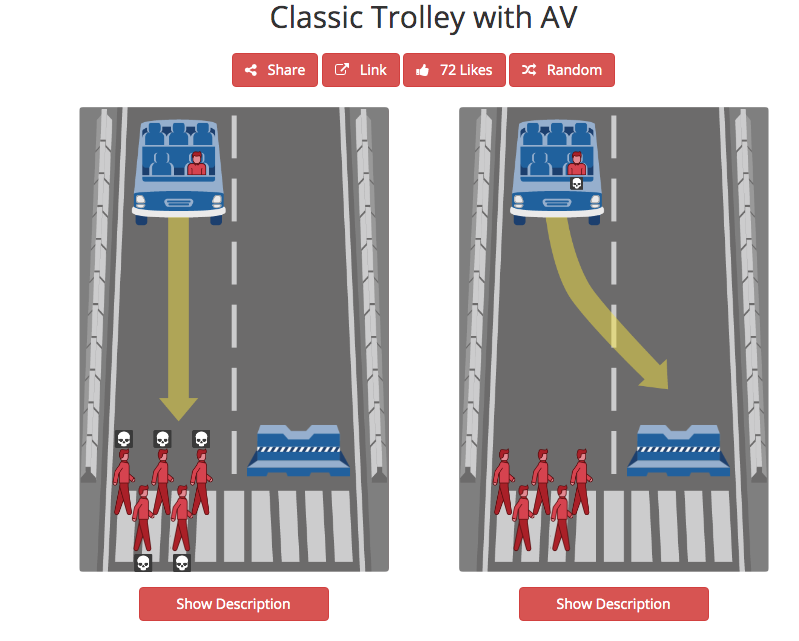 Classic Trolley with AV
Share Link 72 Likes Random
Show Description Show Description